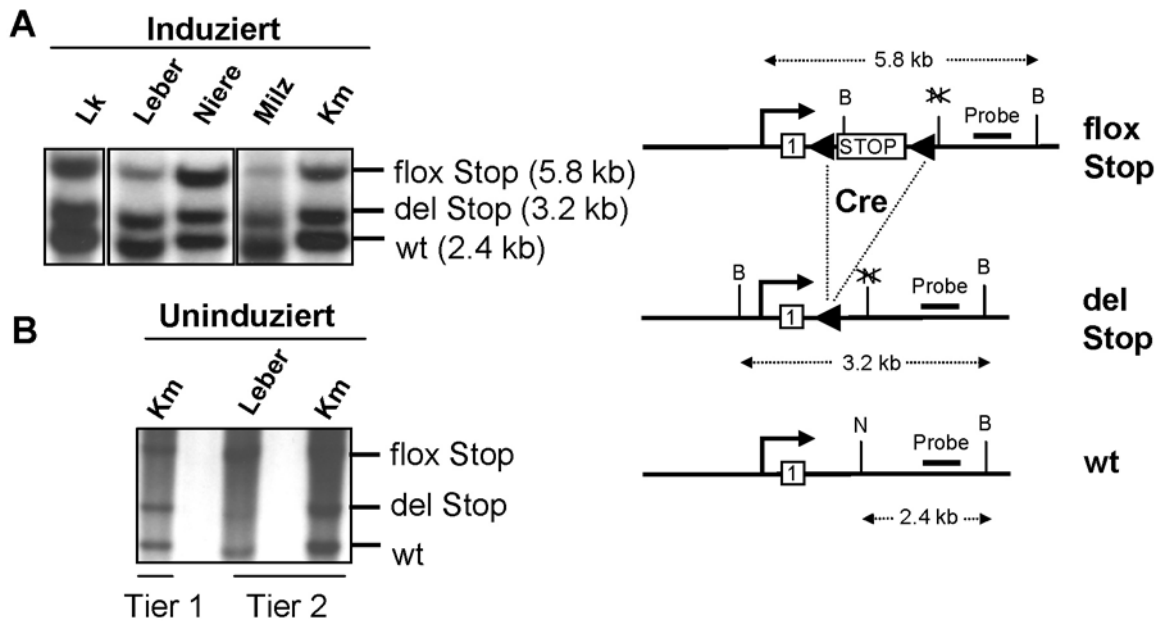 A
Induziert
Lk Leber Niere Milz Km
flox Stop (5.8 kb)
del Stop (3.2 kb)
wt (2.4 kb)
B
Uninduziert
Km Leber Km
flox Stop
del Stop
wt
Tier 1 Tier 2
5.8 kb
B N B
Probe
1 STOP
flox
Stop
Cre
B N B
Probe
1
del
Stop
3.2 kb
N B
Probe
1
wt
2.4 kb